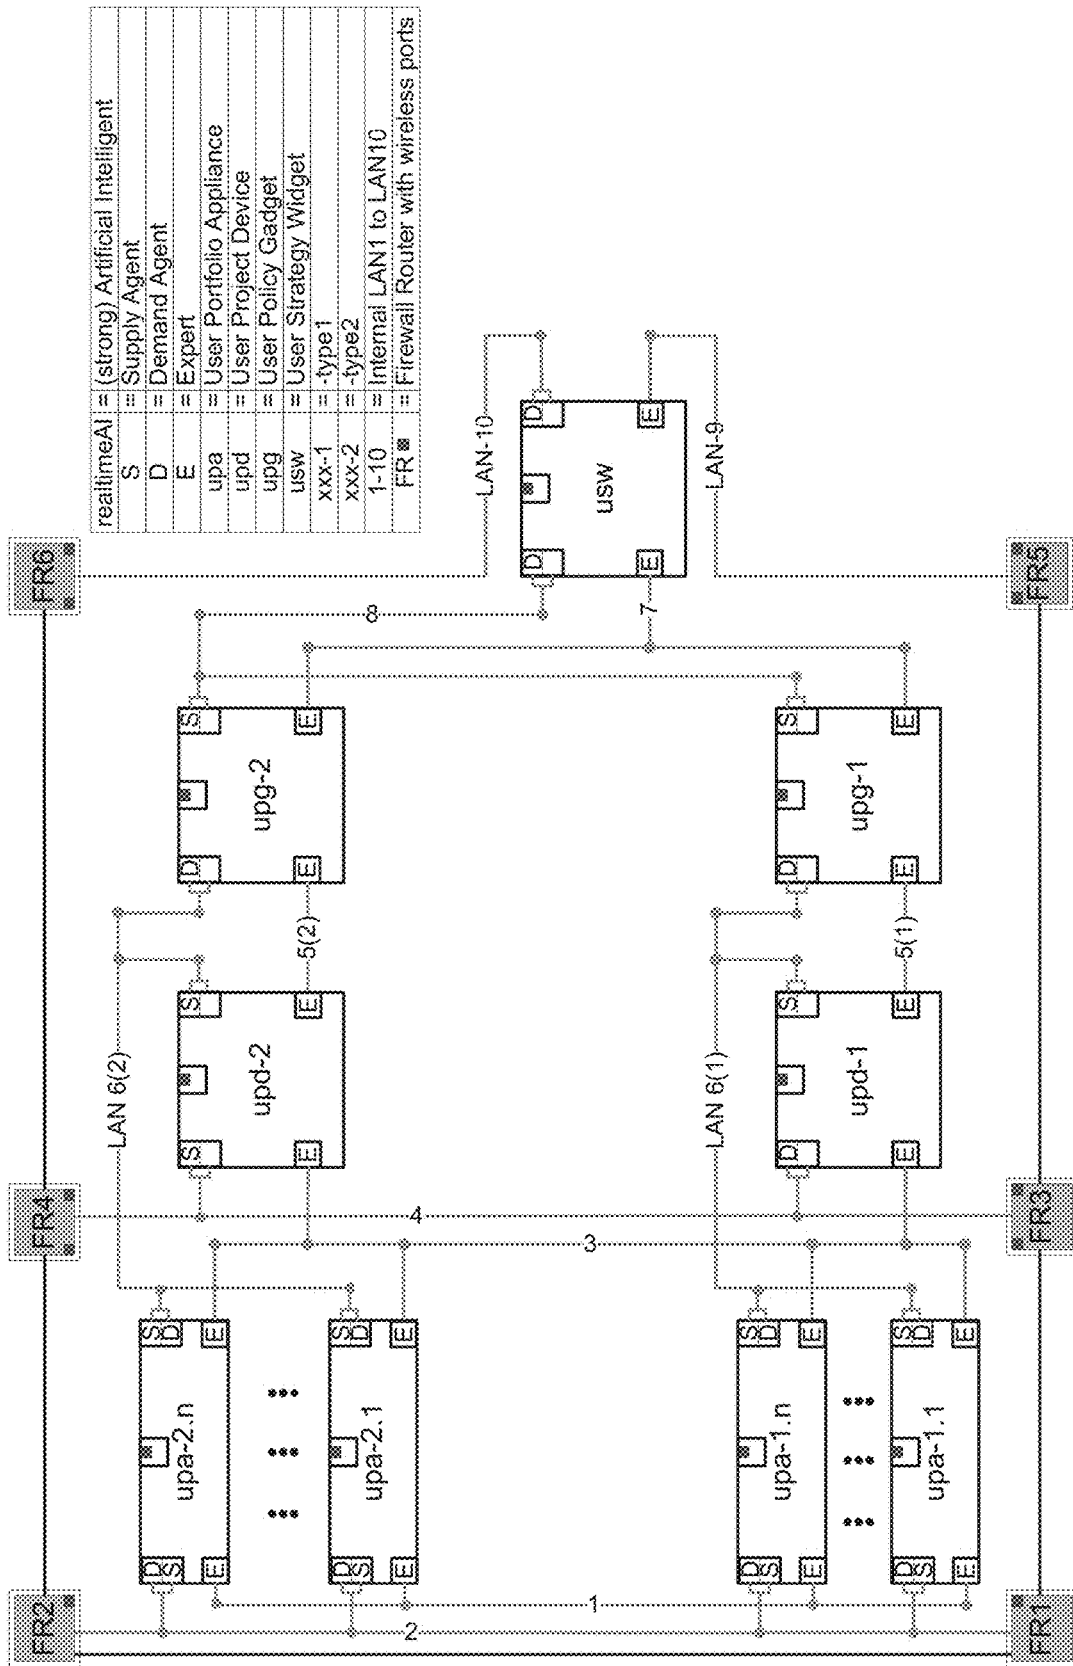 realtimeAI = (strong) Artificial Intelligent
S = Supply Agent
D = Demand Agent
E = Expert
upa = User Portfolio Appliance
upd = User Project Device
upg = User Policy Gadget
usw = User Strategy Widget
xxx-1 = -type1
xxx-2 = -type2
1-10 = Internal LAN1 to LAN10
FR = Firewall Router with wireless ports
FR2
FR4
FR6
D
S
upa-2.n
S
D
E
E
D
S
upa-2.1
S
D
E
E
LAN 6(2)
S
upd-2
S
E
E
5(2)
D
upg-2
S
E
E
8
LAN-10
D
usw
D
E
E
7
LAN-9
2
4
3
1
D
S
upa-1.n
S
D
E
E
D
S
upa-1.1
S
D
E
E
LAN 6(1)
D
upd-1
S
E
E
5(1)
D
upg-1
S
E
E
FR1
FR3
FR5